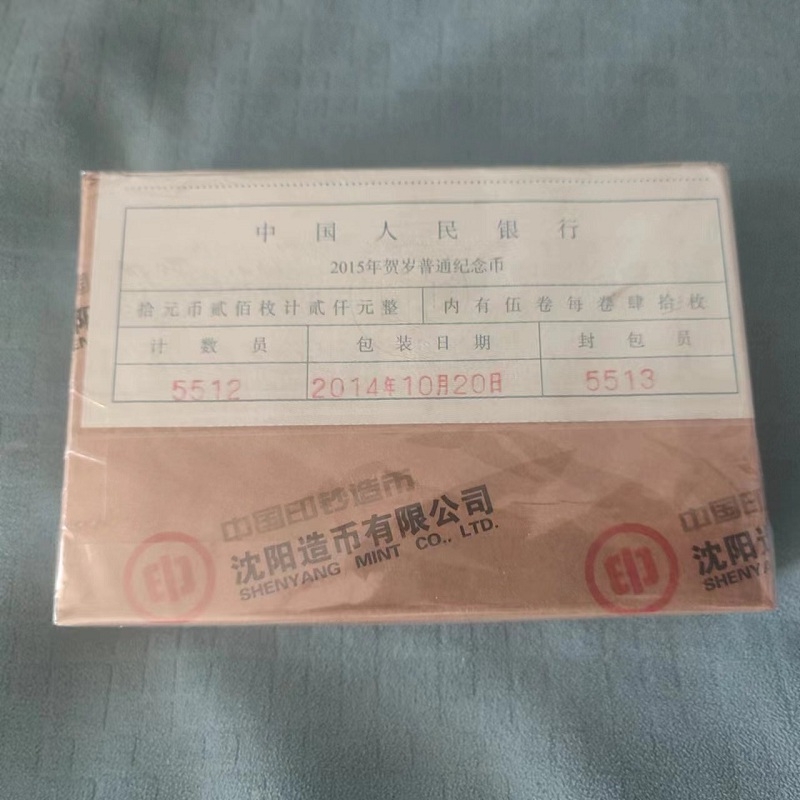 中国人民银行
2015年贺岁普通纪念币
拾元币贰佰枚计贰仟元整 内有伍卷每卷肆拾枚
计数员 包装日期 封包员
5512 2014年10月20日 5513
中国印钞造币 中国印
沈阳造币有限公司 沈阳造
SHENYANG MINT CO., LTD. SHENYA